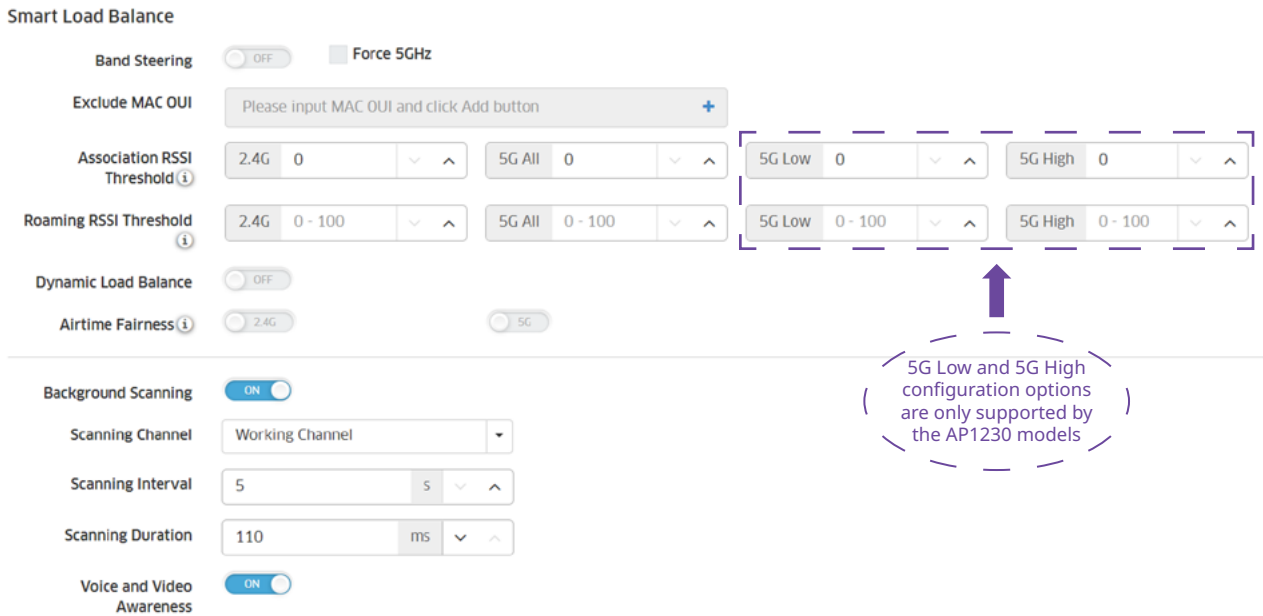 Smart Load Balance
Band Steering OFF Force 5GHz
Exclude MAC OUI Please input MAC OUI and click Add button +
Association RSSI
Threshold i 2.4G 0 5G All 0 5G Low 0 5G High 0
Roaming RSSI Threshold
i 2.4G 0 - 100 5G All 0 - 100 5G Low 0 - 100 5G High 0 - 100
Dynamic Load Balance OFF
Airtime Fairness i 2.4G 5G
5G Low and 5G High
configuration options
are only supported by
the AP1230 models
Background Scanning ON
Scanning Channel Working Channel
Scanning Interval 5 s
Scanning Duration 110 ms
Voice and Video
Awareness ON